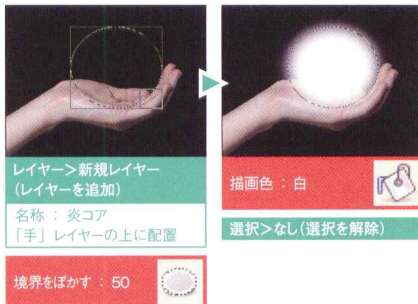 レイヤー＞新規レイヤー
（レイヤーを追加）
名称：炎コア
「手」レイヤーの上に配置
境界をぼかす：50
描画色：白
選択＞なし（選択を解除）